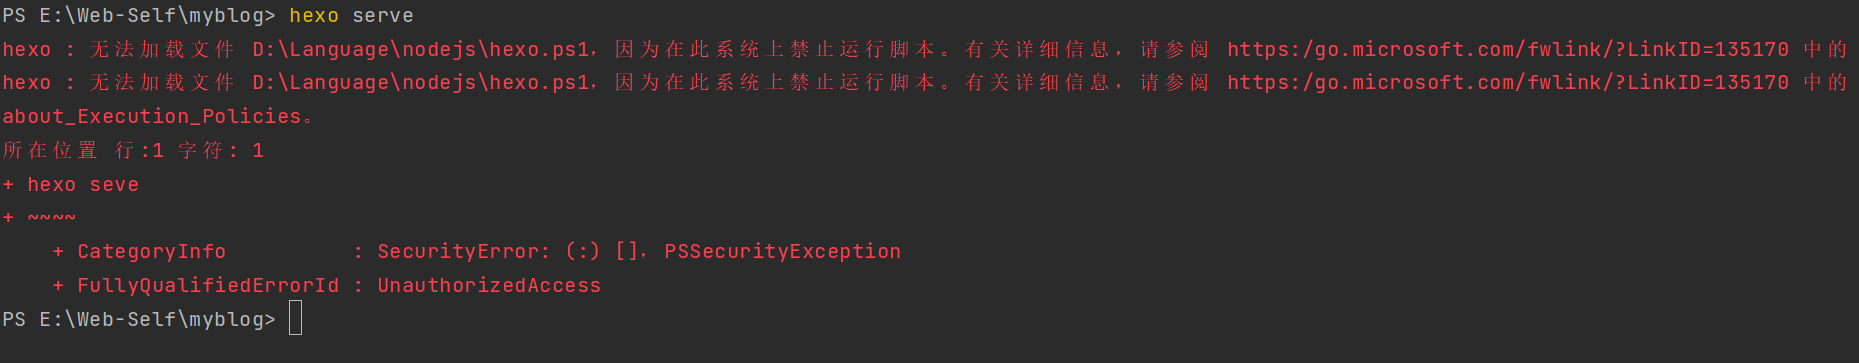 PS E:\Web-Self\myblog> hexo serve
hexo : 无法加载文件 D:\Language\nodejs\hexo.ps1，因为在此系统上禁止运行脚本。有关详细信息，请参阅 https:/go.microsoft.com/fwlink/?LinkID=135170 中的
hexo : 无法加载文件 D:\Language\nodejs\hexo.ps1，因为在此系统上禁止运行脚本。有关详细信息，请参阅 https:/go.microsoft.com/fwlink/?LinkID=135170 中的
about_Execution_Policies。
所在位置 行:1 字符: 1
+ hexo seve
+ ~~~~
    + CategoryInfo          : SecurityError: (:) []，PSSecurityException
    + FullyQualifiedErrorId : UnauthorizedAccess
PS E:\Web-Self\myblog>